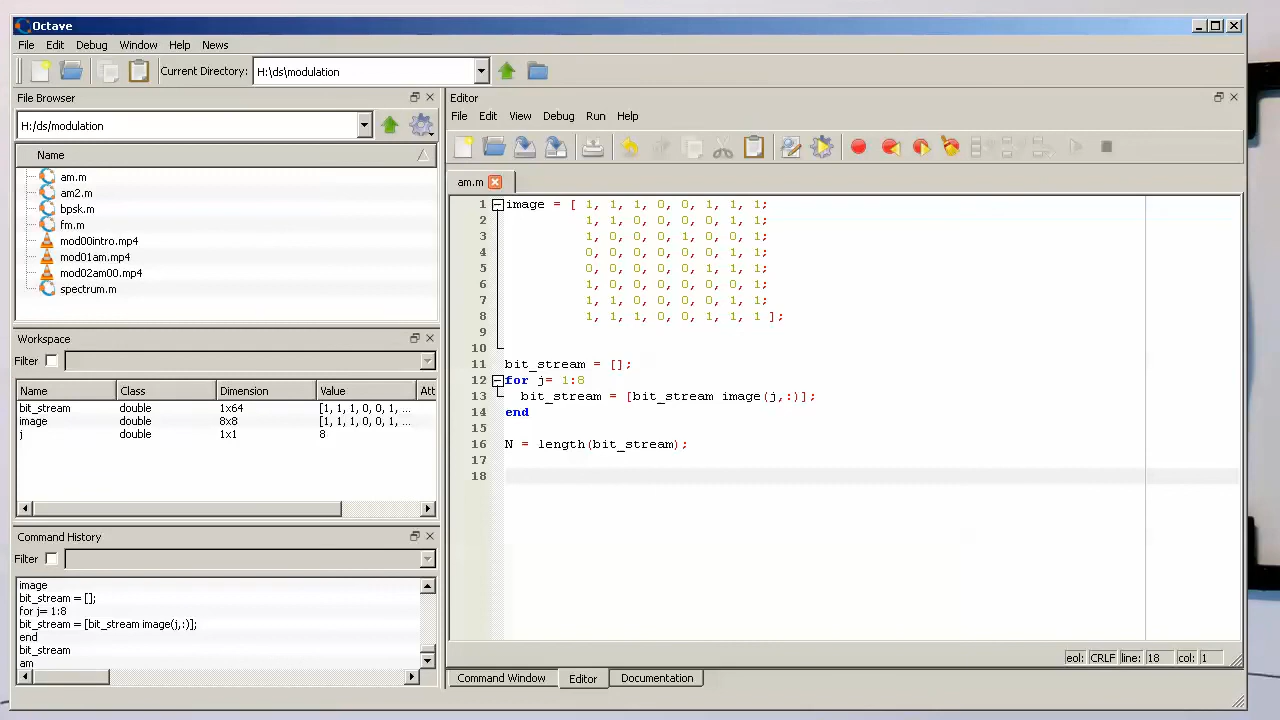 Octave
File Edit Debug Window Help News
Current Directory: H:\ds\modulation
File Browser
H:/ds/modulation
Name
am.m
am2.m
bpsk.m
fm.m
mod00intro.mp4
mod01am.mp4
mod02am00.mp4
spectrum.m
Workspace
Filter
Name Class Dimension Value Att
bit_stream double 1x64 [1, 1, 1, 0, 0, 1, ...
image double 8x8 [1, 1, 1, 0, 0, 1, ...
j double 1x1 8
Command History
Filter
image
bit_stream = [];
for j= 1:8
bit_stream = [bit_stream image(j,:)];
end
bit_stream
am
Editor
File Edit View Debug Run Help
am.m
1 image = [ 1, 1, 1, 0, 0, 1, 1, 1;
2 1, 1, 0, 0, 0, 0, 1, 1;
3 1, 0, 0, 0, 1, 0, 0, 1;
4 0, 0, 0, 0, 0, 0, 1, 1;
5 0, 0, 0, 0, 0, 1, 1, 1;
6 1, 0, 0, 0, 0, 0, 0, 1;
7 1, 1, 0, 0, 0, 0, 1, 1;
8 1, 1, 1, 0, 0, 1, 1, 1 ];
9
10
11 bit_stream = [];
12 for j= 1:8
13 bit_stream = [bit_stream image(j,:)];
14 end
15
16 N = length(bit_stream);
17
18
eol: CRLF line: 18 col: 1
Command Window Editor Documentation